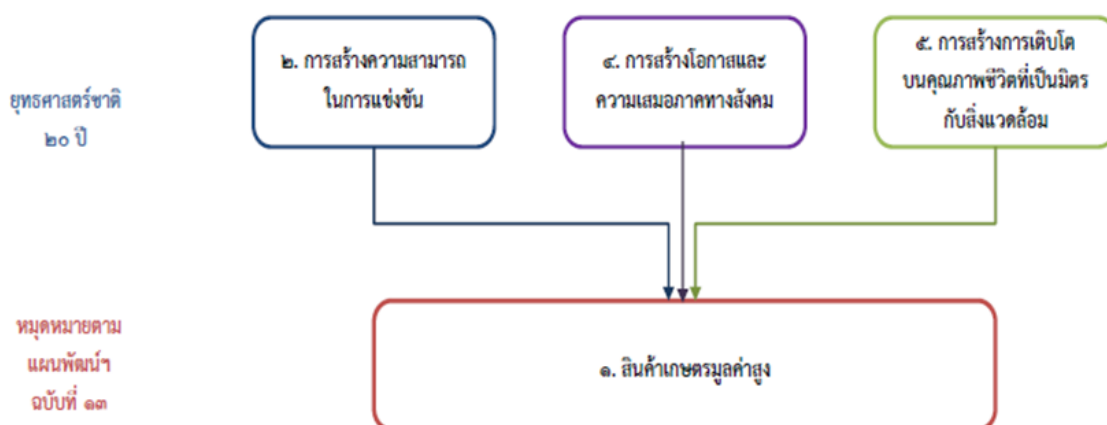 ยุทธศาสตร์ชาติ
๒๐ ปี
๒. การสร้างความสามารถ
ในการแข่งขัน
๔. การสร้างโอกาสและ
ความเสมอภาคทางสังคม
๕. การสร้างการเติบโต
บนคุณภาพชีวิตที่เป็นมิตร
กับสิ่งแวดล้อม
หมุดหมายตาม
แผนพัฒน์ฯ
ฉบับที่ ๑๓
๑. สินค้าเกษตรมูลค่าสูง